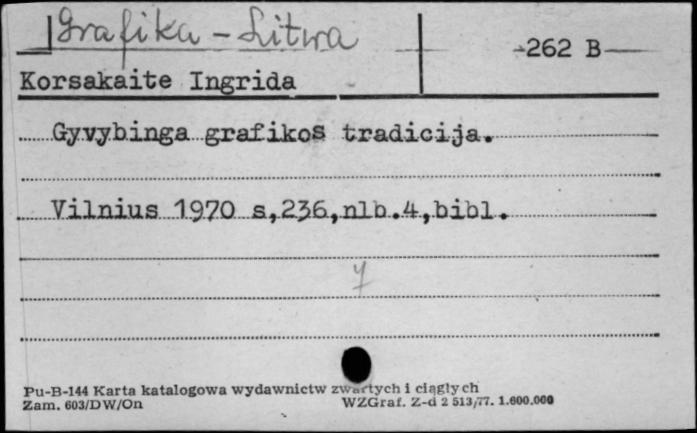 Grafika - Litwa
262 B
Korsakaite Ingrida
Gyvybinga grafikos tradicija.
Vilnius 1970 s,236,nlb.4,bibl.
y
Pu-B-144 Karta katalogowa wydawnictw zwartych i ciągłych
Zam. 603/DW/On WZGraf. Z-d 2 513/77. 1.600.000